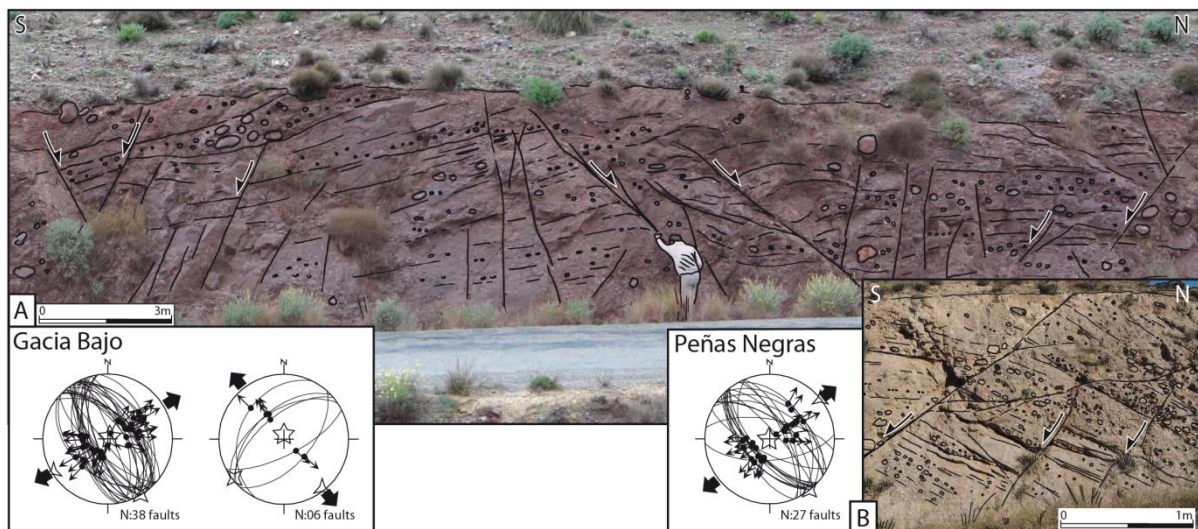 S
N
A
0
3m
Gacia Bajo
N
N
N:38 faults
N:06 faults
Peñas Negras
N
N:27 faults
S
N
B
0
1m